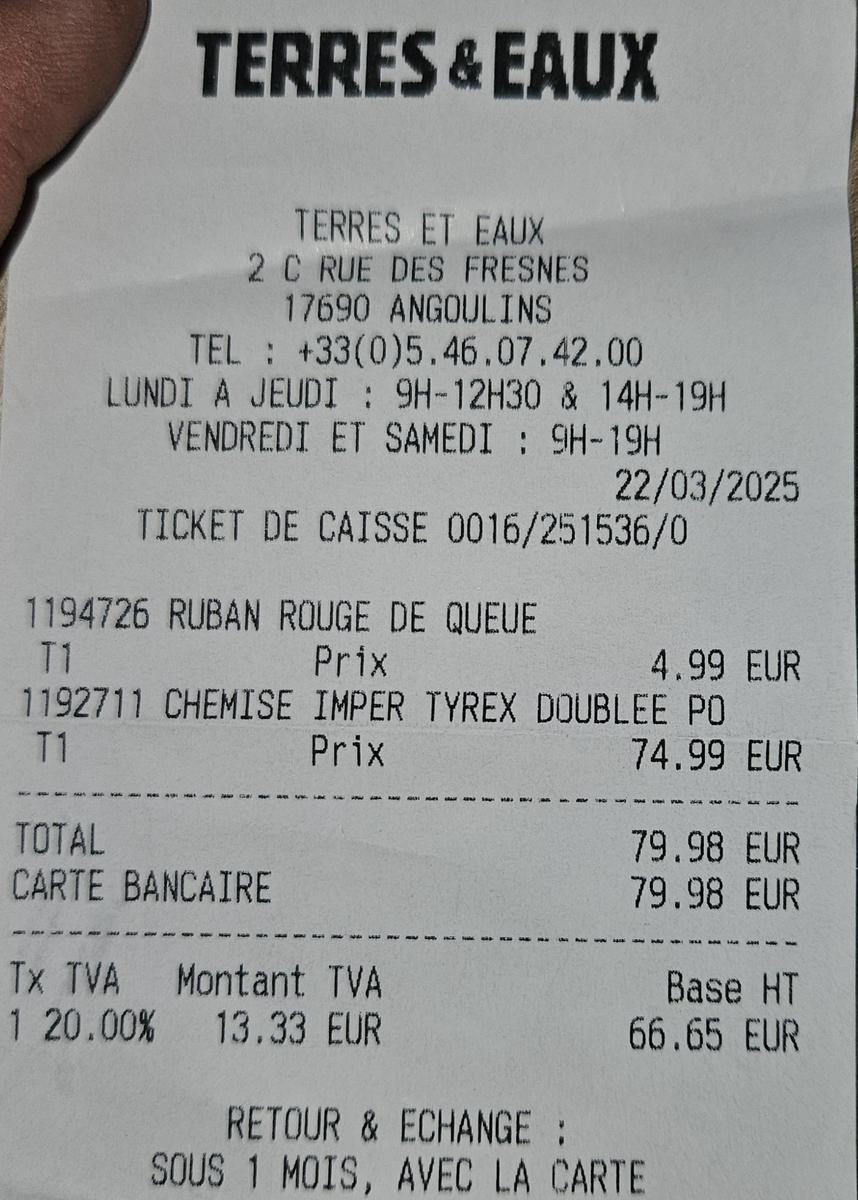 TERRES & EAUX
TERRES ET EAUX
2 C RUE DES FRESNES
17690 ANGOULINS
TEL : +33(0)5.46.07.42.00
LUNDI A JEUDI : 9H-12H30 & 14H-19H
VENDREDI ET SAMEDI : 9H-19H
22/03/2025
TICKET DE CAISSE 0016/251536/0
1194726 RUBAN ROUGE DE QUEUE
T1 Prix 4.99 EUR
1192711 CHEMISE IMPER TYREX DOUBLEE PO
T1 Prix 74.99 EUR
TOTAL 79.98 EUR
CARTE BANCAIRE 79.98 EUR
Tx TVA Montant TVA Base HT
1 20.00% 13.33 EUR 66.65 EUR
RETOUR & ECHANGE :
SOUS 1 MOIS, AVEC LA CARTE